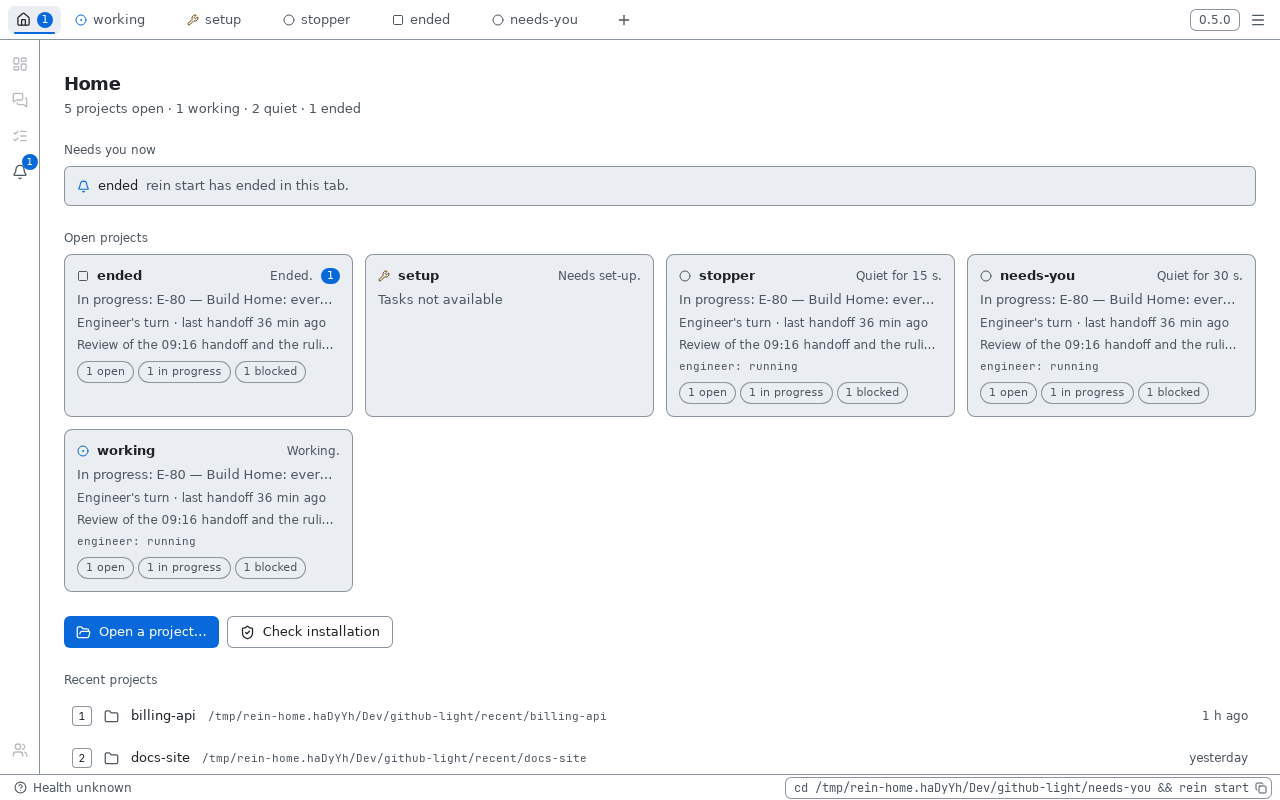 1 working setup stopper ended needs-you 0.5.0
Home
5 projects open · 1 working · 2 quiet · 1 ended
1
Needs you now
ended rein start has ended in this tab.
Open projects
ended Ended. 1
In progress: E-80 — Build Home: ever…
Engineer's turn · last handoff 36 min ago
Review of the 09:16 handoff and the ruli…
1 open 1 in progress 1 blocked
setup Needs set-up.
Tasks not available
stopper Quiet for 15 s.
In progress: E-80 — Build Home: ever…
Engineer's turn · last handoff 36 min ago
Review of the 09:16 handoff and the ruli…
engineer: running
1 open 1 in progress 1 blocked
needs-you Quiet for 30 s.
In progress: E-80 — Build Home: ever…
Engineer's turn · last handoff 36 min ago
Review of the 09:16 handoff and the ruli…
engineer: running
1 open 1 in progress 1 blocked
working Working.
In progress: E-80 — Build Home: ever…
Engineer's turn · last handoff 36 min ago
Review of the 09:16 handoff and the ruli…
engineer: running
1 open 1 in progress 1 blocked
Open a project… Check installation
Recent projects
1 billing-api /tmp/rein-home.haDyYh/Dev/github-light/recent/billing-api 1 h ago
2 docs-site /tmp/rein-home.haDyYh/Dev/github-light/recent/docs-site yesterday
Health unknown cd /tmp/rein-home.haDyYh/Dev/github-light/needs-you && rein start